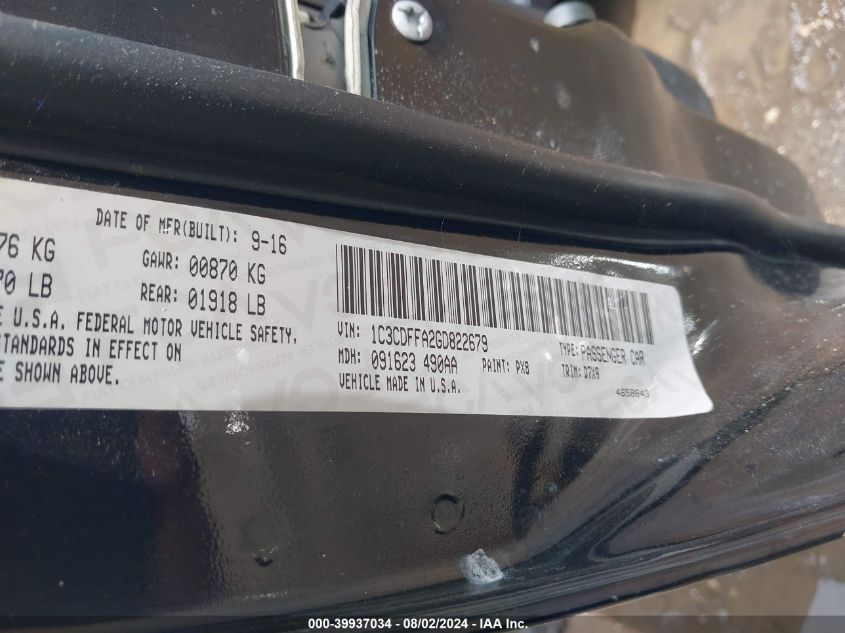 DATE OF MFR(BUILT): 9-16
76 KG GAWR: 00870 KG
70 LB REAR: 01918 LB
U.S.A. FEDERAL MOTOR VEHICLE SAFETY,
STANDARDS IN EFFECT ON
SHOWN ABOVE.
VIN: 1C3CDFFA2GD822679
MDH: 091623 490AA PAINT: PX8
VEHICLE MADE IN U.S.A.
TYPE: PASSENGER CAR
TRIM: D7X9
4658843
000-39937034 - 08/02/2024 - IAA Inc.